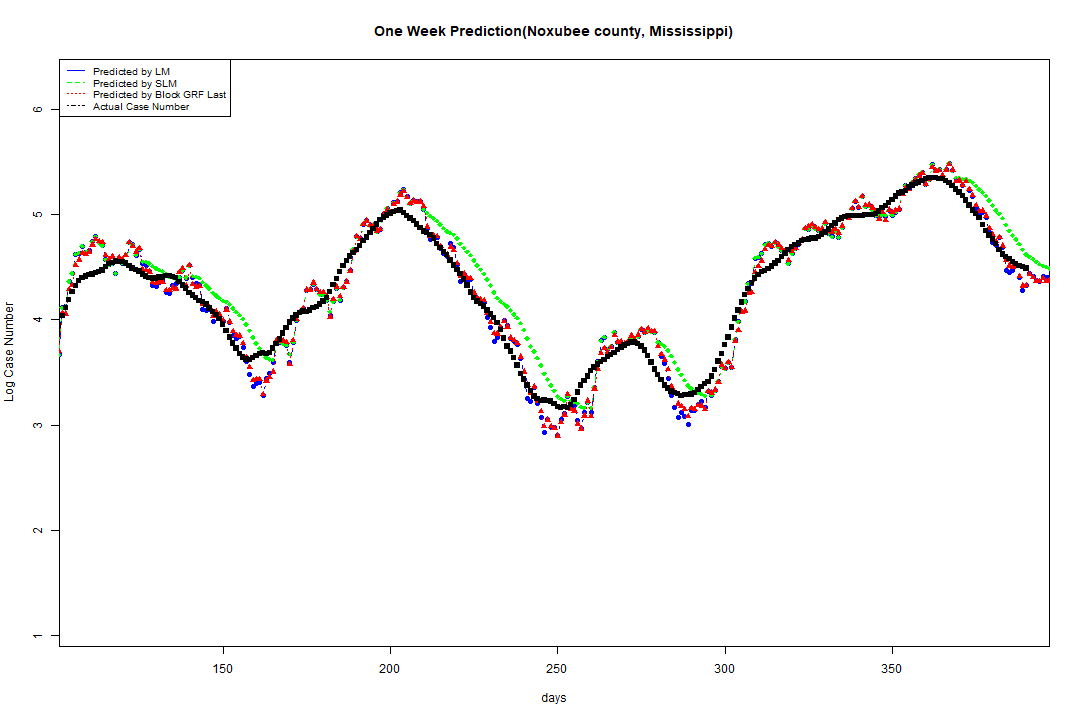 One Week Prediction(Noxubee county, Mississippi)
Predicted by LM
Predicted by SLM
Predicted by Block GRF Last
Actual Case Number
6
5
4
3
2
1
Log Case Number
150 200 250 300 350
days